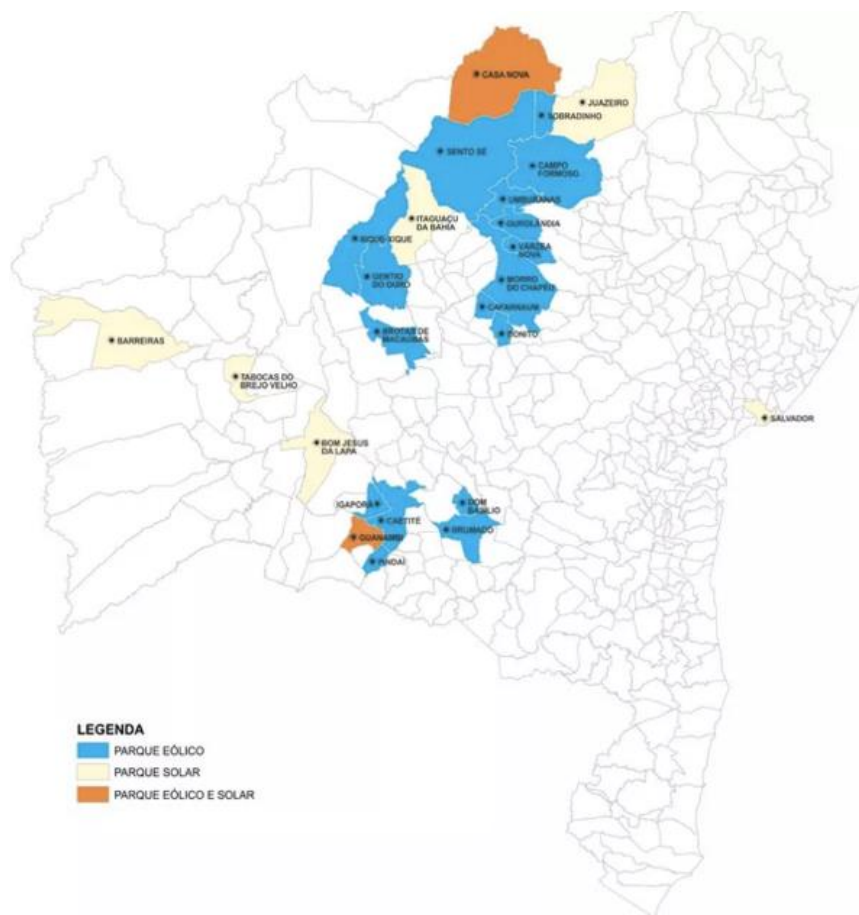 CASA NOVA
JUAZEIRO
SOBRADINHO
SENTO SÉ
CAMPO
FORMOSO
UMBURANAS
ITAGUAÇU
DA BAHIA
OUROLÂNDIA
XIQUE-XIQUE
VÁRZEA
NOVA
GENTIO
DO OURO
MORRO
DO CHAPÉU
CAFARNAUM
BROTAS DE
MACAÚBAS
BONITO
BARREIRAS
TABOCAS DO
BREJO VELHO
SALVADOR
BOM JESUS
DA LAPA
IGAPORÃ
DOM
BASÍLIO
CAETITÉ
BRUMADO
GUANAMBI
PINDAÍ
LEGENDA
PARQUE EÓLICO
PARQUE SOLAR
PARQUE EÓLICO E SOLAR